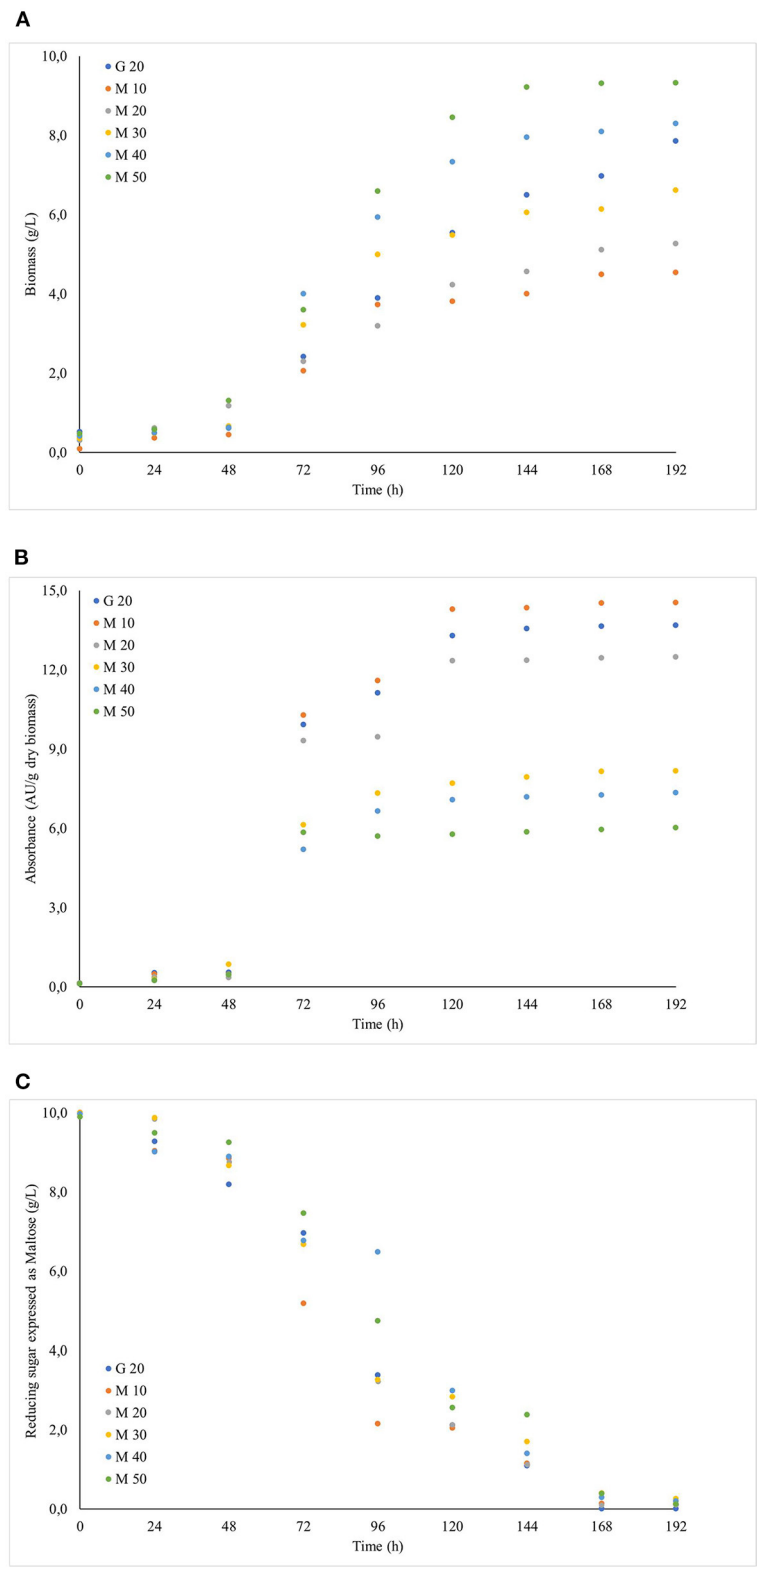 A
10,0
8,0
6,0
4,0
2,0
0,0
Biomass (g/L)
G 20
M 10
M 20
M 30
M 40
M 50
0 24 48 72 96 120 144 168 192
Time (h)
B
15,0
12,0
9,0
6,0
3,0
0,0
Absorbance (AU/g dry biomass)
G 20
M 10
M 20
M 30
M 40
M 50
0 24 48 72 96 120 144 168 192
Time (h)
C
10,0
8,0
6,0
4,0
2,0
0,0
Reducing sugar expressed as Maltose (g/L)
G 20
M 10
M 20
M 30
M 40
M 50
0 24 48 72 96 120 144 168 192
Time (h)